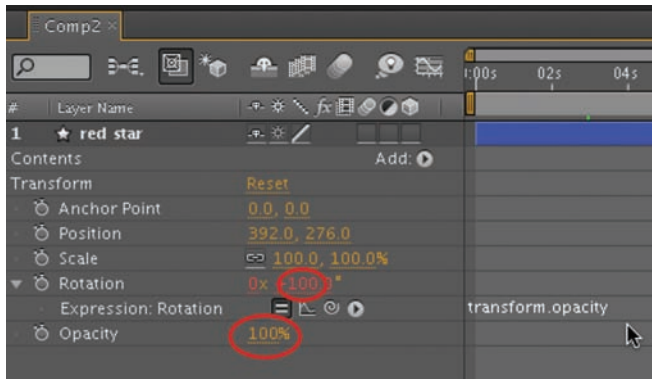 Comp2 ×
:00s 02s 04s
# Layer Name fx
1 ★ red star
Contents Add:
Transform Reset
Anchor Point 0.0, 0.0
Position 392.0, 276.0
Scale 100.0, 100.0%
Rotation 0x +100.0°
Expression: Rotation transform.opacity
Opacity 100%